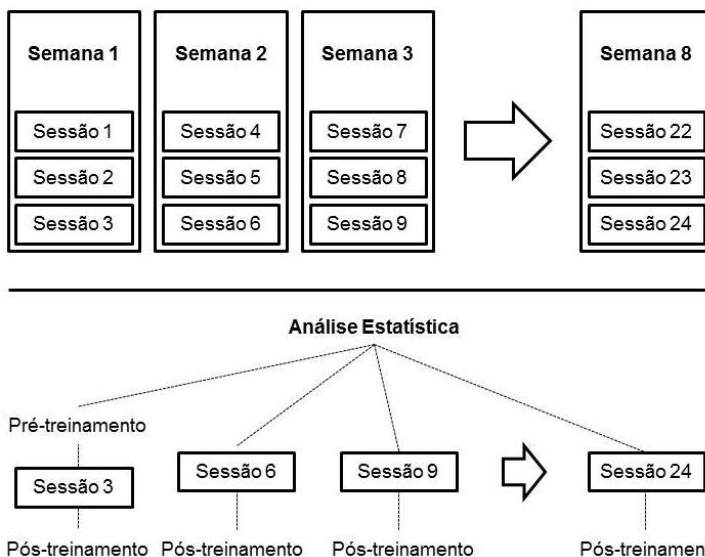 Semana 1 Semana 2 Semana 3 Semana 8
Sessão 1 Sessão 4 Sessão 7 Sessão 22
Sessão 2 Sessão 5 Sessão 8 Sessão 23
Sessão 3 Sessão 6 Sessão 9 Sessão 24
Análise Estatística
Pré-treinamento
Sessão 3 Sessão 6 Sessão 9 Sessão 24
Pós-treinamento Pós-treinamento Pós-treinamento Pós-treinamen